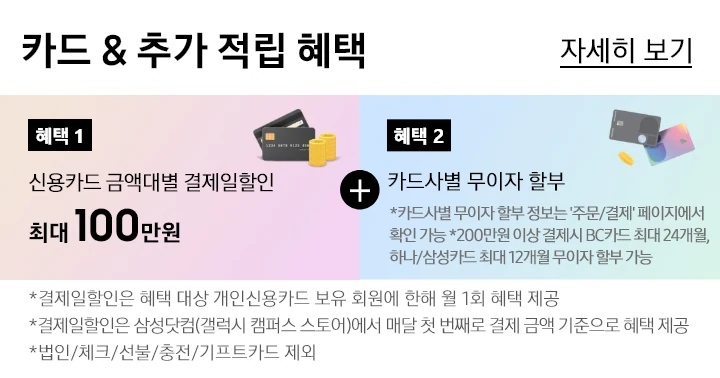 카드 & 추가 적립 혜택
자세히 보기
혜택 1
신용카드 금액대별 결제일할인
최대 100만원
혜택 2
카드사별 무이자 할부
*카드사별 무이자 할부 정보는 '주문/결제' 페이지에서
확인 가능 *200만원 이상 결제시 BC카드 최대 24개월,
하나/삼성카드 최대 12개월 무이자 할부 가능
*결제일할인은 혜택 대상 개인신용카드 보유 회원에 한해 월 1회 혜택 제공
*결제일할인은 삼성닷컴(갤럭시 캠퍼스 스토어)에서 매달 첫 번째로 결제 금액 기준으로 혜택 제공
*법인/체크/선불/충전/기프트카드 제외